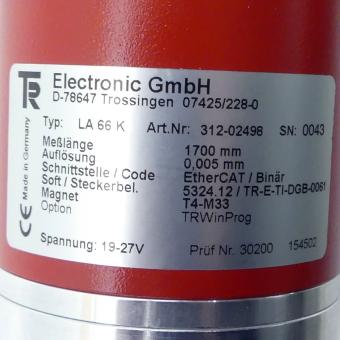 TR Electronic GmbH
D-78647 Trossingen 07425/228-0
Typ: LA 66 K Art.Nr: 312-02498 SN: 0043
Meßlänge 1700 mm
Auflösung 0,005 mm
Schnittstelle / Code EtherCAT / Binär
Soft / Steckerbel. 5324.12 / TR-E-TI-DGB-0061
Magnet T4-M33
Option TRWinProg
Spannung: 19-27V Prüf Nr. 30200 154502
CE Made in Germany